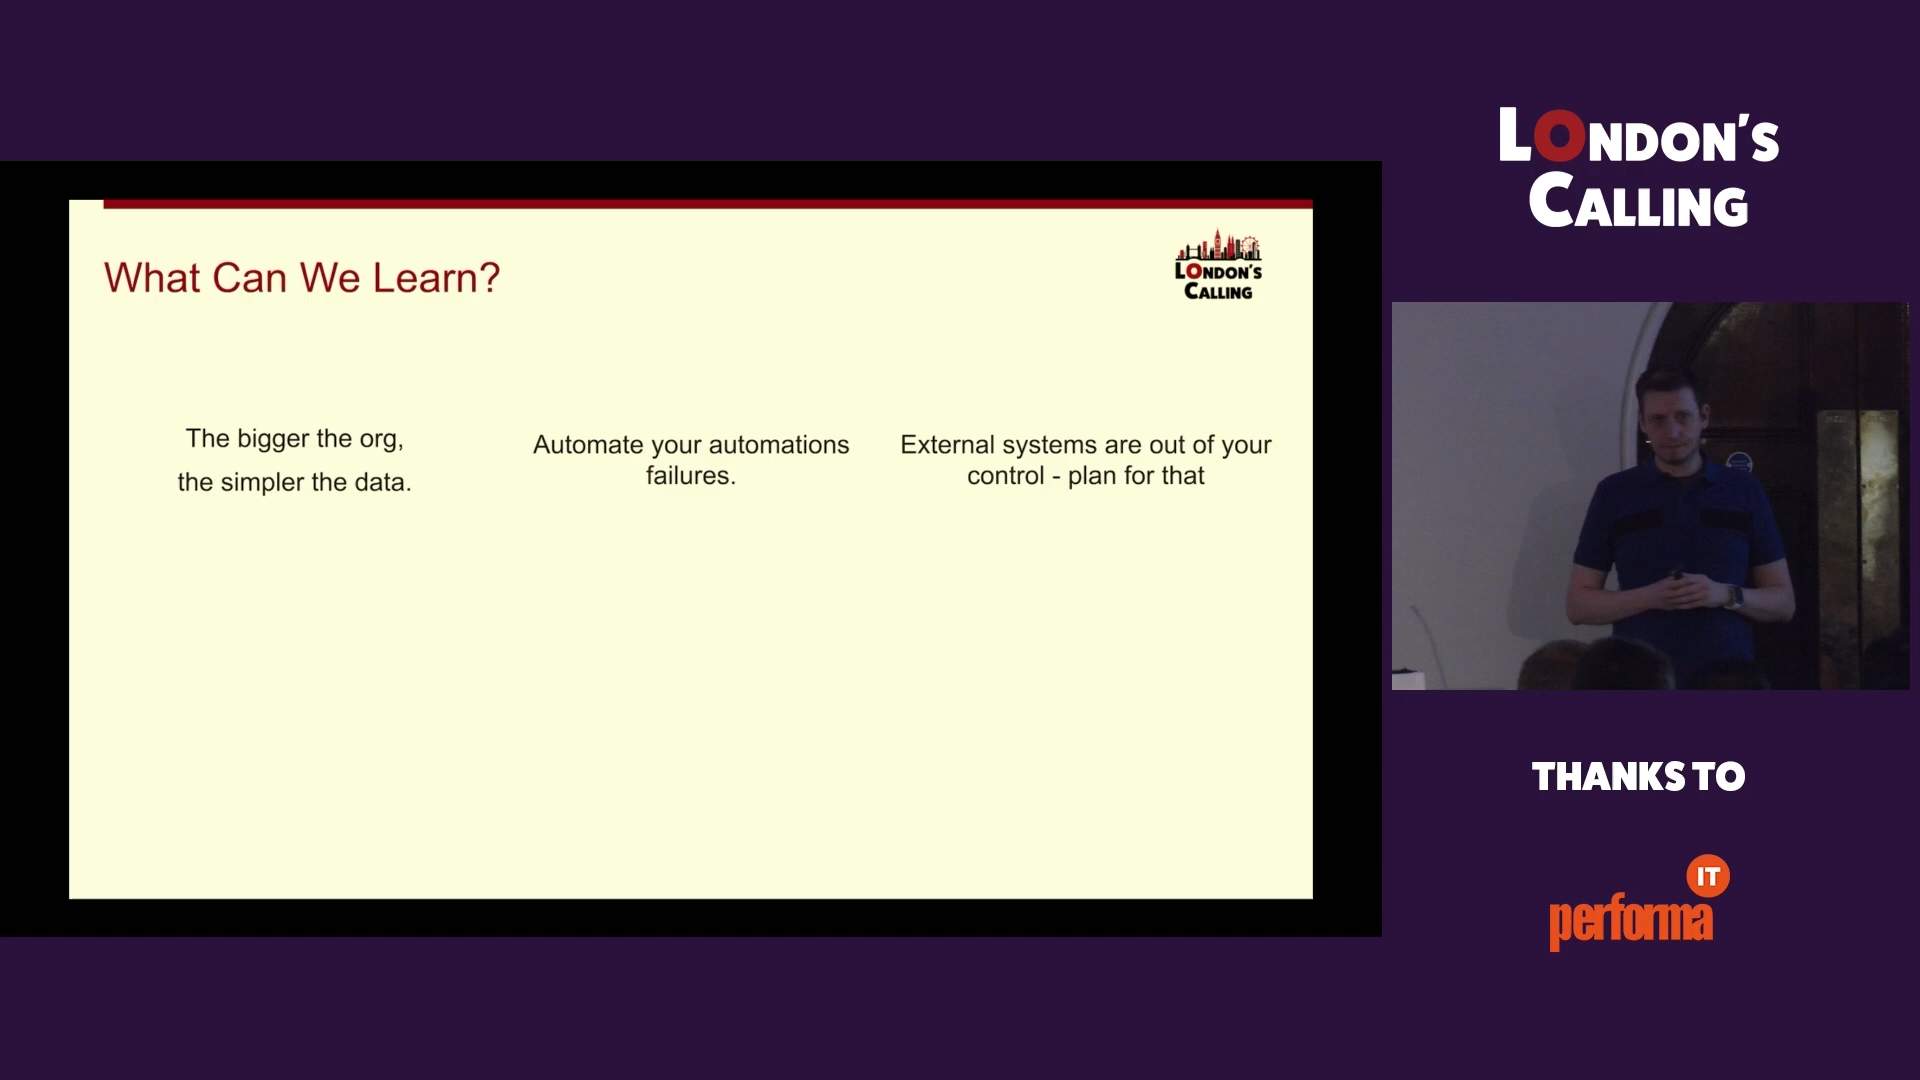 What Can We Learn?
LONDON'S
CALLING
The bigger the org,
the simpler the data.
Automate your automations
failures.
External systems are out of your
control - plan for that
LONDON'S
CALLING
THANKS TO
performa
IT